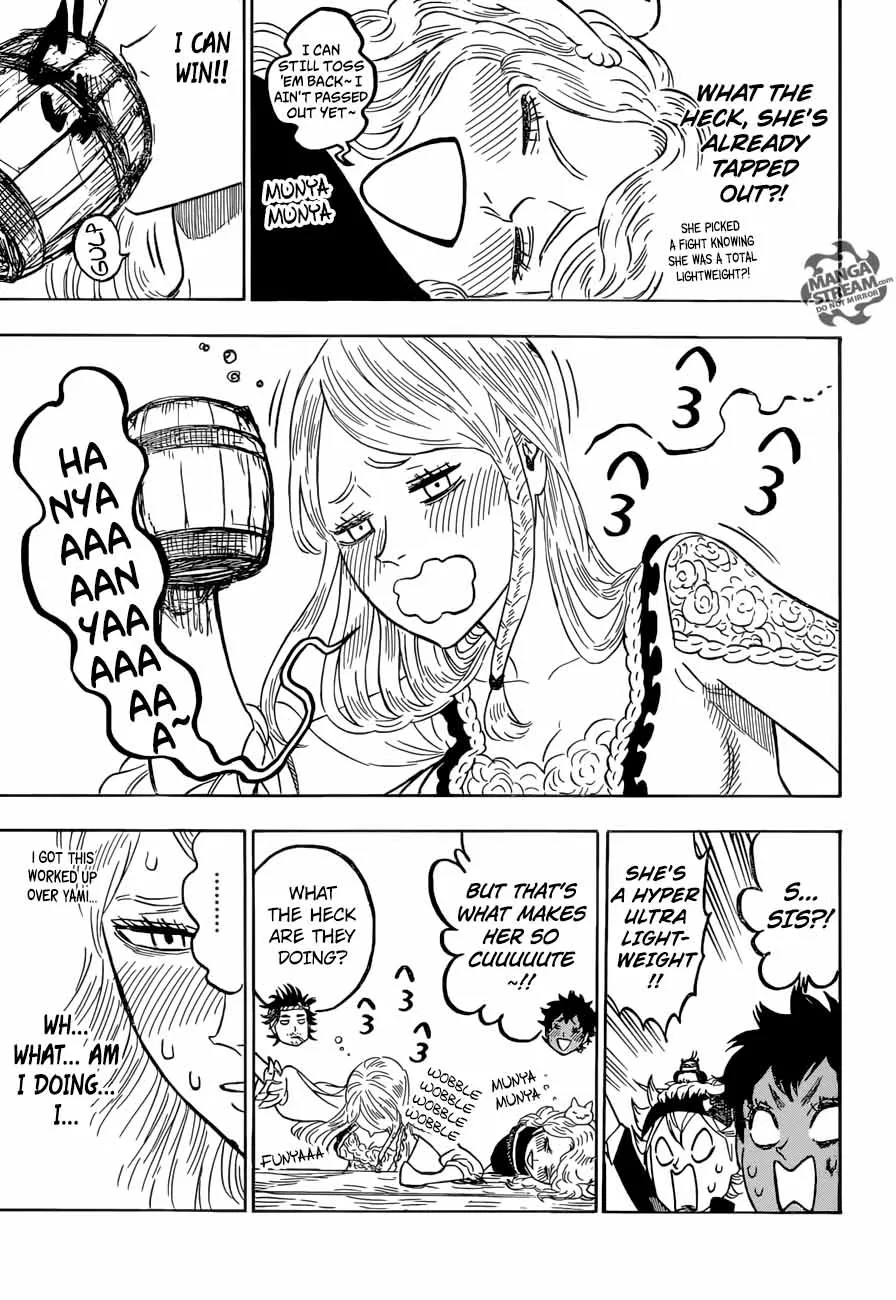 WHAT THE
HECK, SHE'S
ALREADY
TAPPED
OUT?!
SHE PICKED
A FIGHT KNOWING
SHE WAS A TOTAL
LIGHTWEIGHT?!
I CAN
STILL TOSS
'EM BACK~ I
AIN'T PASSED
OUT YET~
MUNYA
MUNYA
I CAN
WIN!!
GULP
MANGA
STREAM.com
DO NOT MIRROR
HA
NYA
AAA
AAN
YAA
AAA
AA
A~
S...
SIS?!
SHE'S
A HYPER
ULTRA
LIGHT-
WEIGHT
!!
BUT THAT'S
WHAT MAKES
HER SO
CUUUUUTE
~!!
WHAT
THE HECK
ARE THEY
DOING?
WOBBLE
WOBBLE
WOBBLE
WOBBLE
MUNYA
MUNYA
FUNYAAA
.........
I GOT THIS
WORKED UP
OVER YAMI...
WH...
WHAT... AM
I DOING...
I...